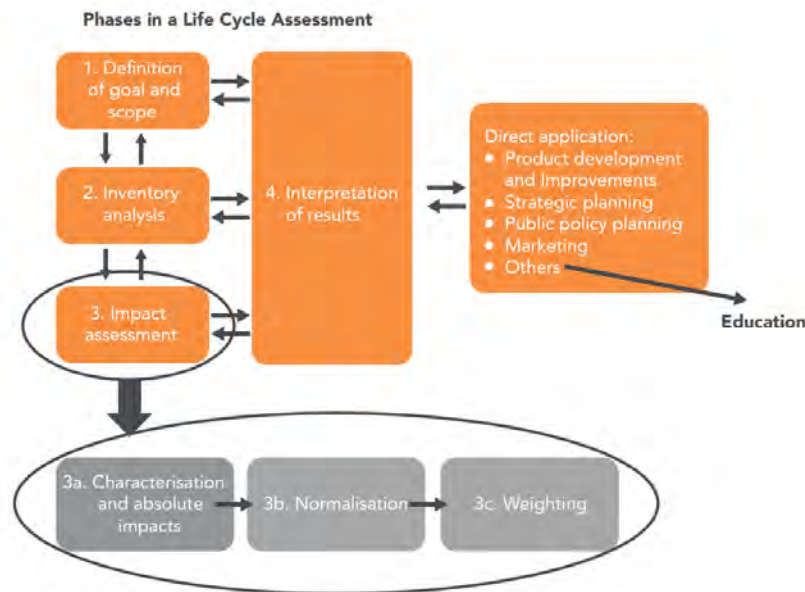 Phases in a Life Cycle Assessment
1. Definition
of goal and
scope
2. Inventory
analysis
3. Impact
assessment
4. Interpretation
of results
Direct application:
• Product development
and Improvements
• Strategic planning
• Public policy planning
• Marketing
• Others
Education
3a. Characterisation
and absolute
impacts
3b. Normalisation
3c. Weighting